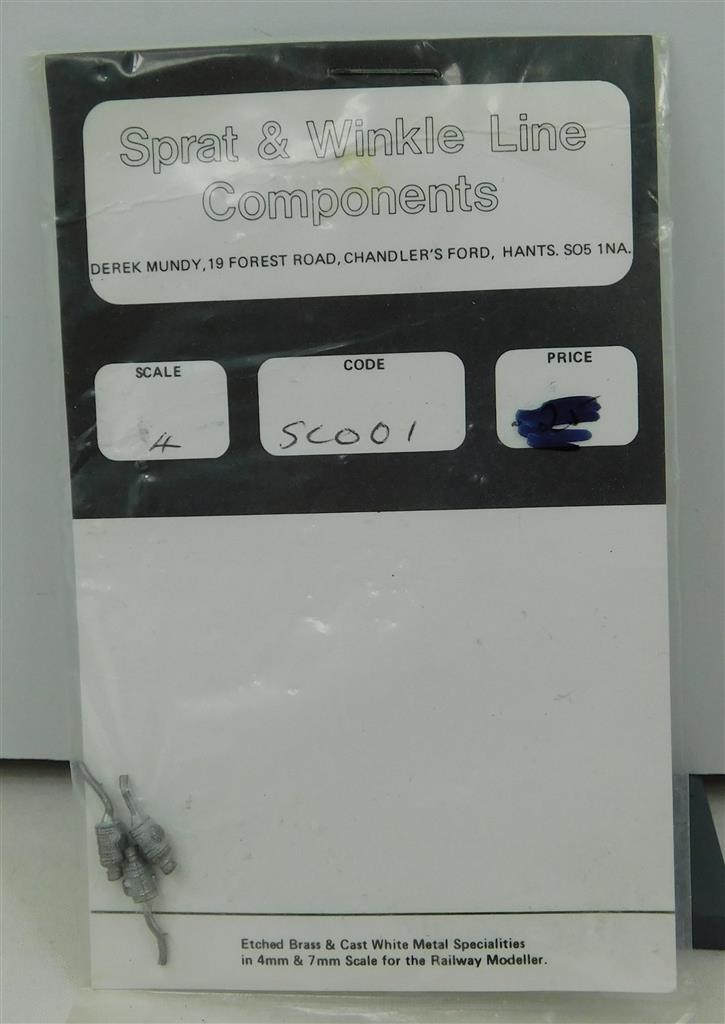 Sprat & Winkle Line
Components
DEREK MUNDY, 19 FOREST ROAD, CHANDLER'S FORD, HANTS. SO5 1NA.
SCALE
4
CODE
SC001
PRICE
Etched Brass & Cast White Metal Specialities
in 4mm & 7mm Scale for the Railway Modeller.